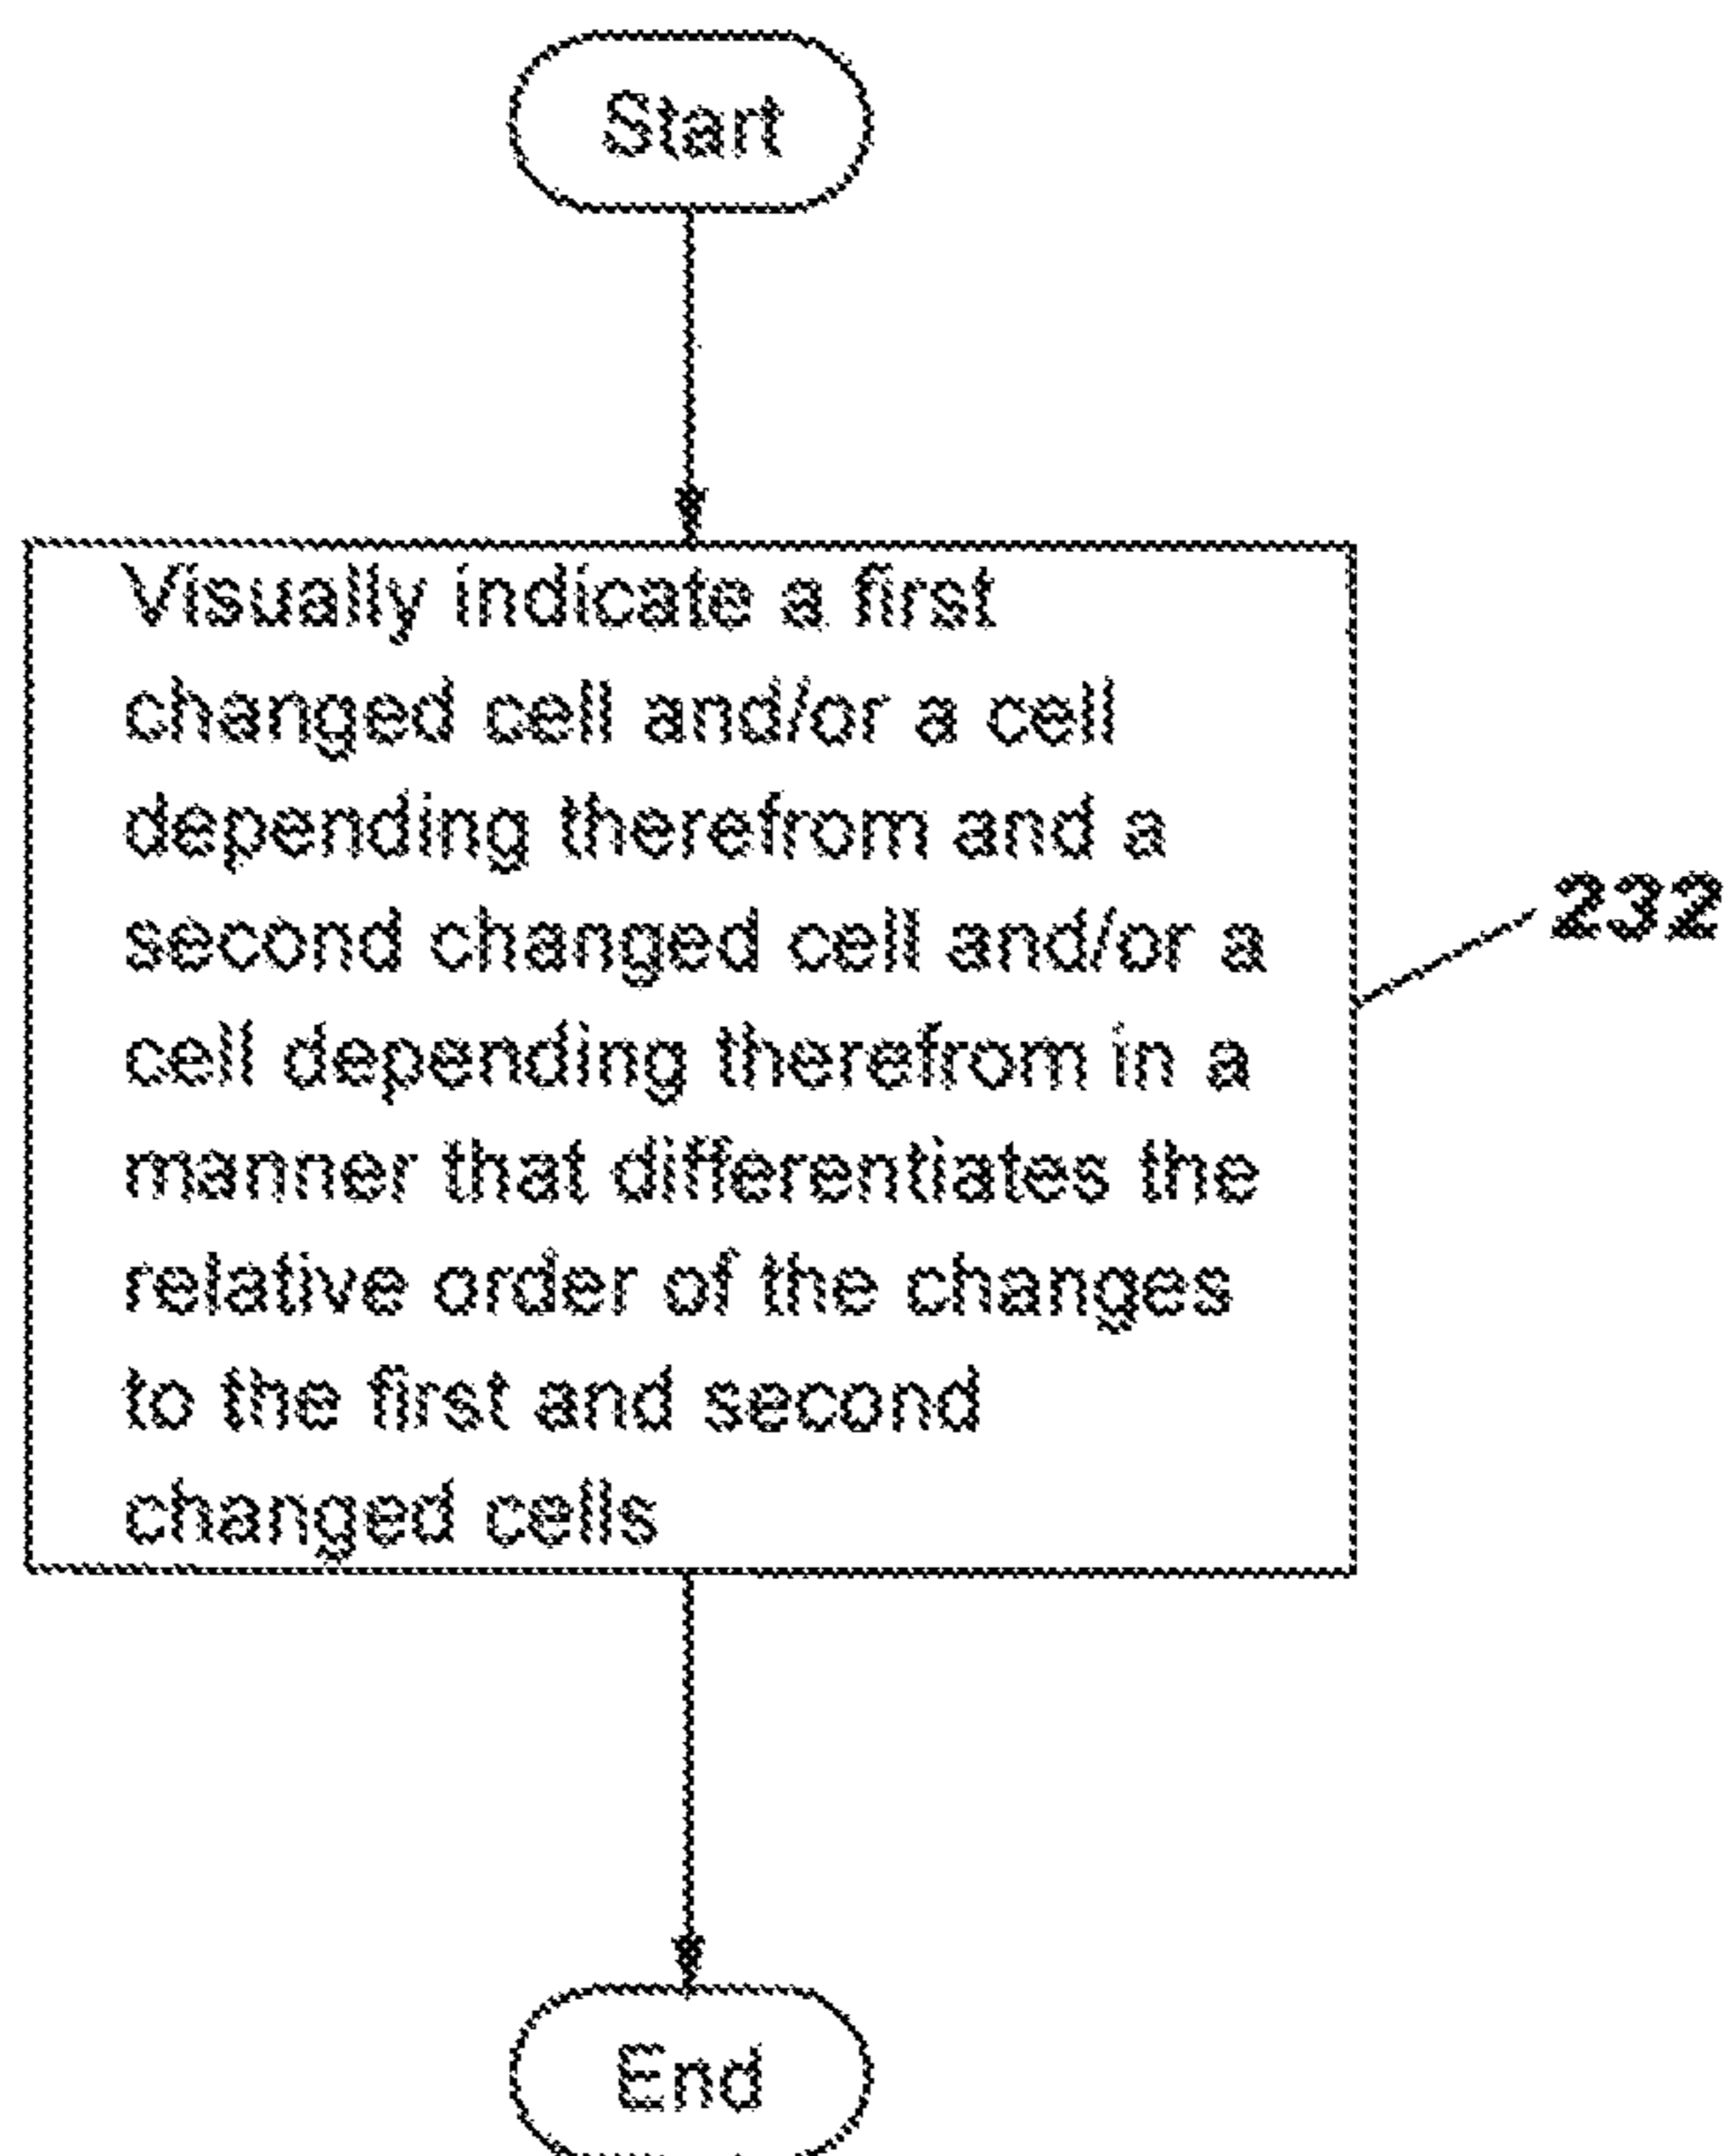 Start
Visually indicate a first
changed cell and/or a cell
depending therefrom and a
second changed cell and/or a
cell depending therefrom in a
manner that differentiates the
relative order of the changes
to the first and second
changed cells
232
End